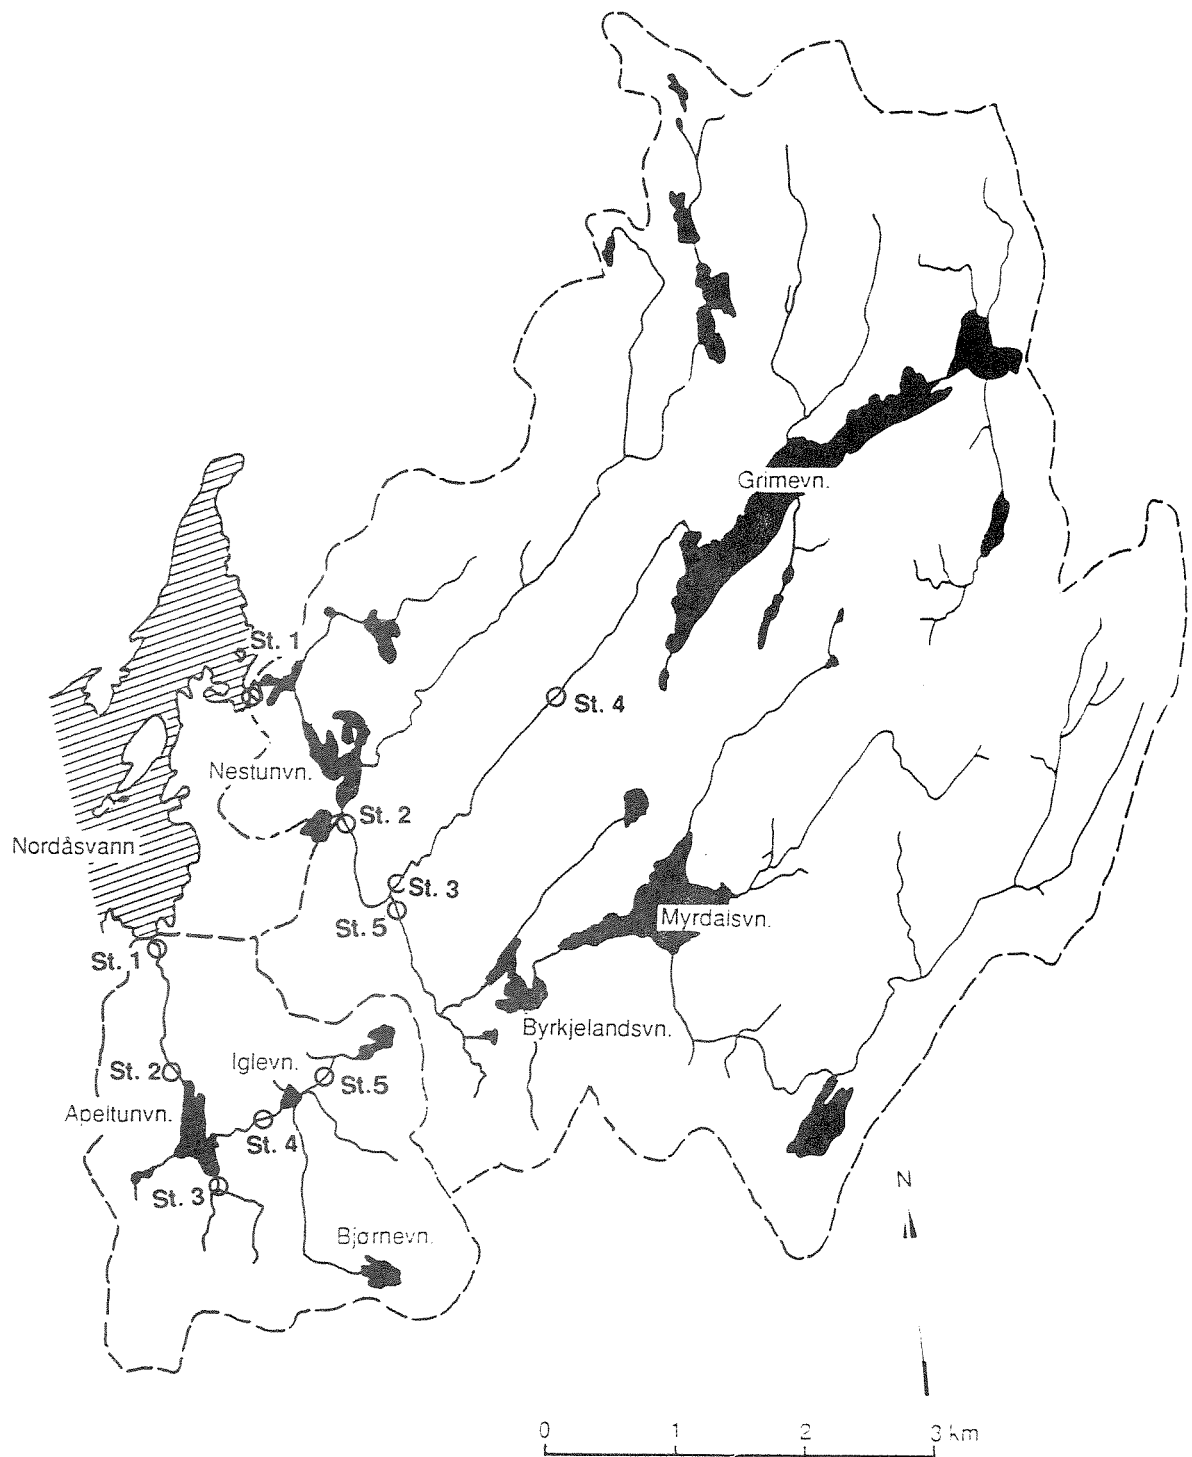 Grimevn.
St. 1
St. 4
Nestunvn.
St. 2
Nordåsvann
St. 3
St. 5
Myrdalsvn.
St. 1
Byrkjelandsvn.
Iglevn.
St. 2
St.5
Apeltunvn.
St. 4
St. 3
N
Bjørnevn.
0 1 2 3 km